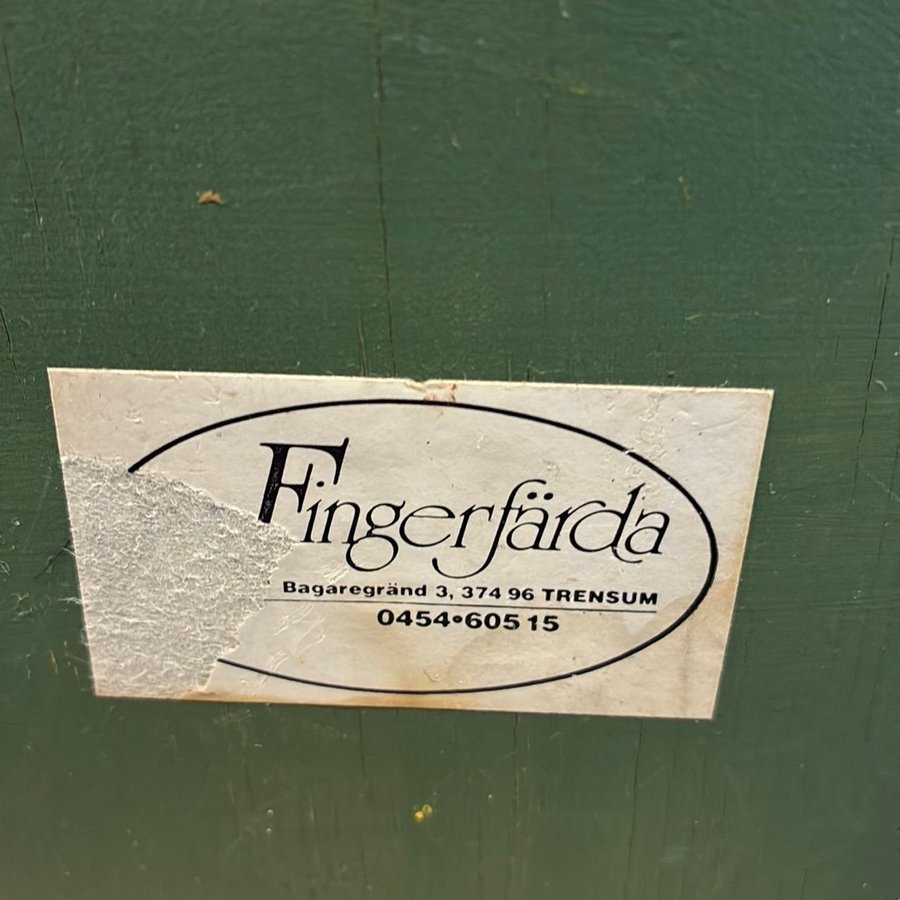 Fingerfärda
Bagaregränd 3, 374 96 TRENSUM
0454•605 15